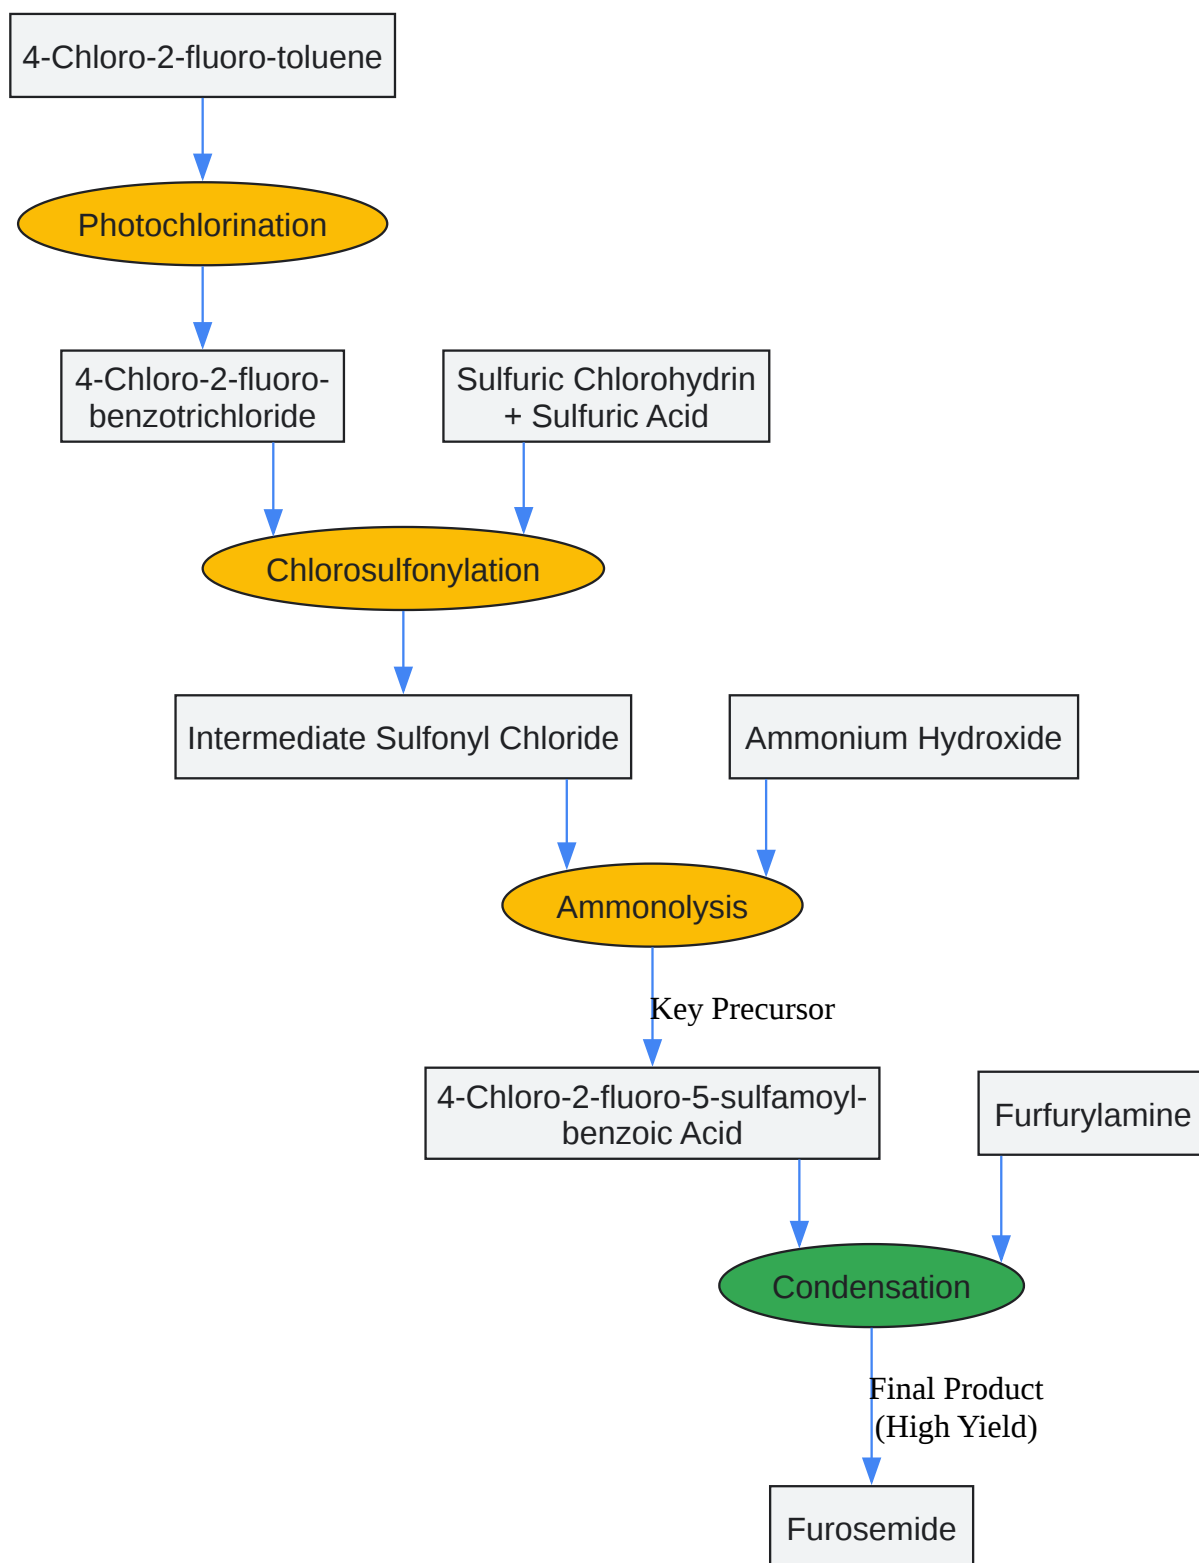 4-Chloro-2-fluoro-toluene
Photochlorination
4-Chloro-2-fluoro-
benzotrichloride
Sulfuric Chlorohydrin
+ Sulfuric Acid
Chlorosulfonylation
Intermediate Sulfonyl Chloride
Ammonium Hydroxide
Ammonolysis
Key Precursor
4-Chloro-2-fluoro-5-sulfamoyl-
benzoic Acid
Furfurylamine
Condensation
Final Product
(High Yield)
Furosemide